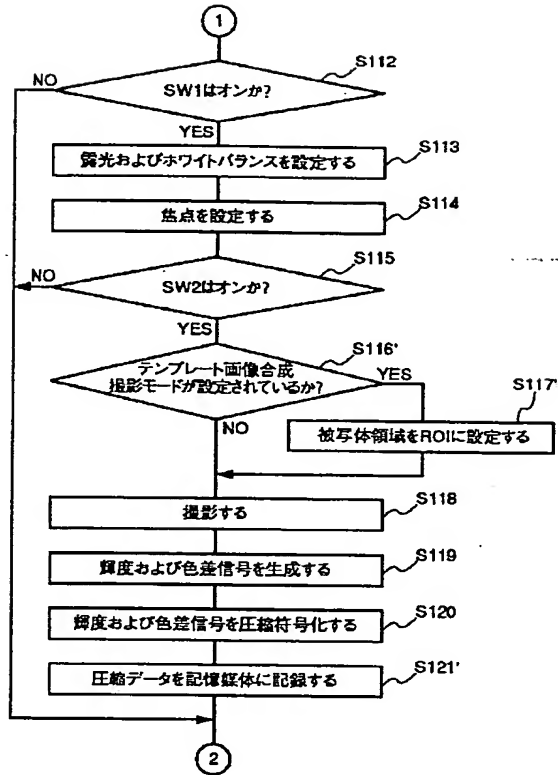 1
S112
NO
SW1はオンか?
YES
S113
露光およびホワイトバランスを設定する
S114
焦点を設定する
S115
NO
SW2はオンか?
YES
S116'
テンプレート画像合成
撮影モードが設定されているか?
YES
S117'
NO
被写体領域をROIに設定する
S118
撮影する
S119
輝度および色差信号を生成する
S120
輝度および色差信号を圧縮符号化する
S121'
圧縮データを記憶媒体に記録する
2